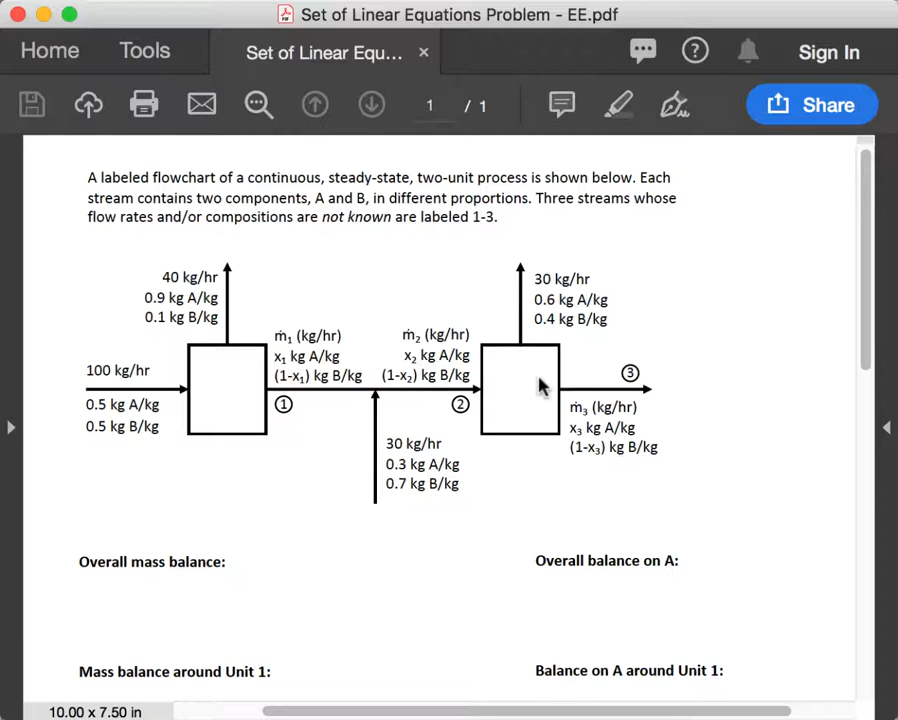 Set of Linear Equations Problem - EE.pdf
Home
Tools
Set of Linear Equ...
×
Sign In
1 / 1
Share
A labeled flowchart of a continuous, steady-state, two-unit process is shown below. Each
stream contains two components, A and B, in different proportions. Three streams whose
flow rates and/or compositions are not known are labeled 1-3.
40 kg/hr
0.9 kg A/kg
0.1 kg B/kg
30 kg/hr
0.6 kg A/kg
0.4 kg B/kg
100 kg/hr
0.5 kg A/kg
0.5 kg B/kg
ṁ₁ (kg/hr)
x₁ kg A/kg
(1-x₁) kg B/kg
①
ṁ₂ (kg/hr)
x₂ kg A/kg
(1-x₂) kg B/kg
②
③
ṁ₃ (kg/hr)
x₃ kg A/kg
(1-x₃) kg B/kg
30 kg/hr
0.3 kg A/kg
0.7 kg B/kg
Overall mass balance:
Overall balance on A:
Mass balance around Unit 1:
Balance on A around Unit 1:
10.00 x 7.50 in